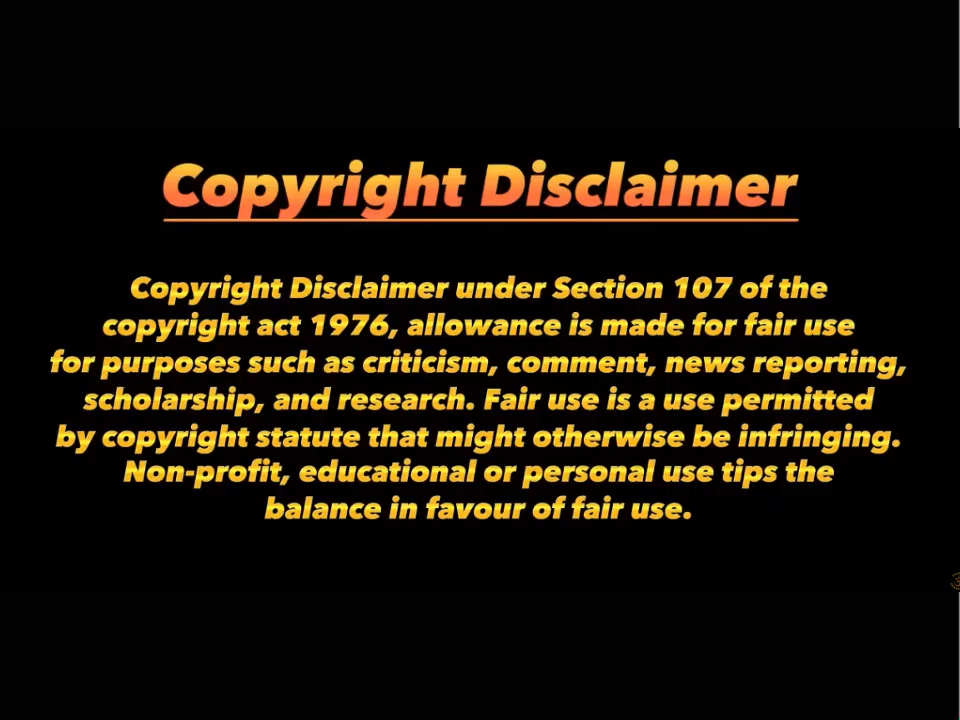 Copyright Disclaimer
Copyright Disclaimer under Section 107 of the
copyright act 1976, allowance is made for fair use
for purposes such as criticism, comment, news reporting,
scholarship, and research. Fair use is a use permitted
by copyright statute that might otherwise be infringing.
Non-profit, educational or personal use tips the
balance in favour of fair use.